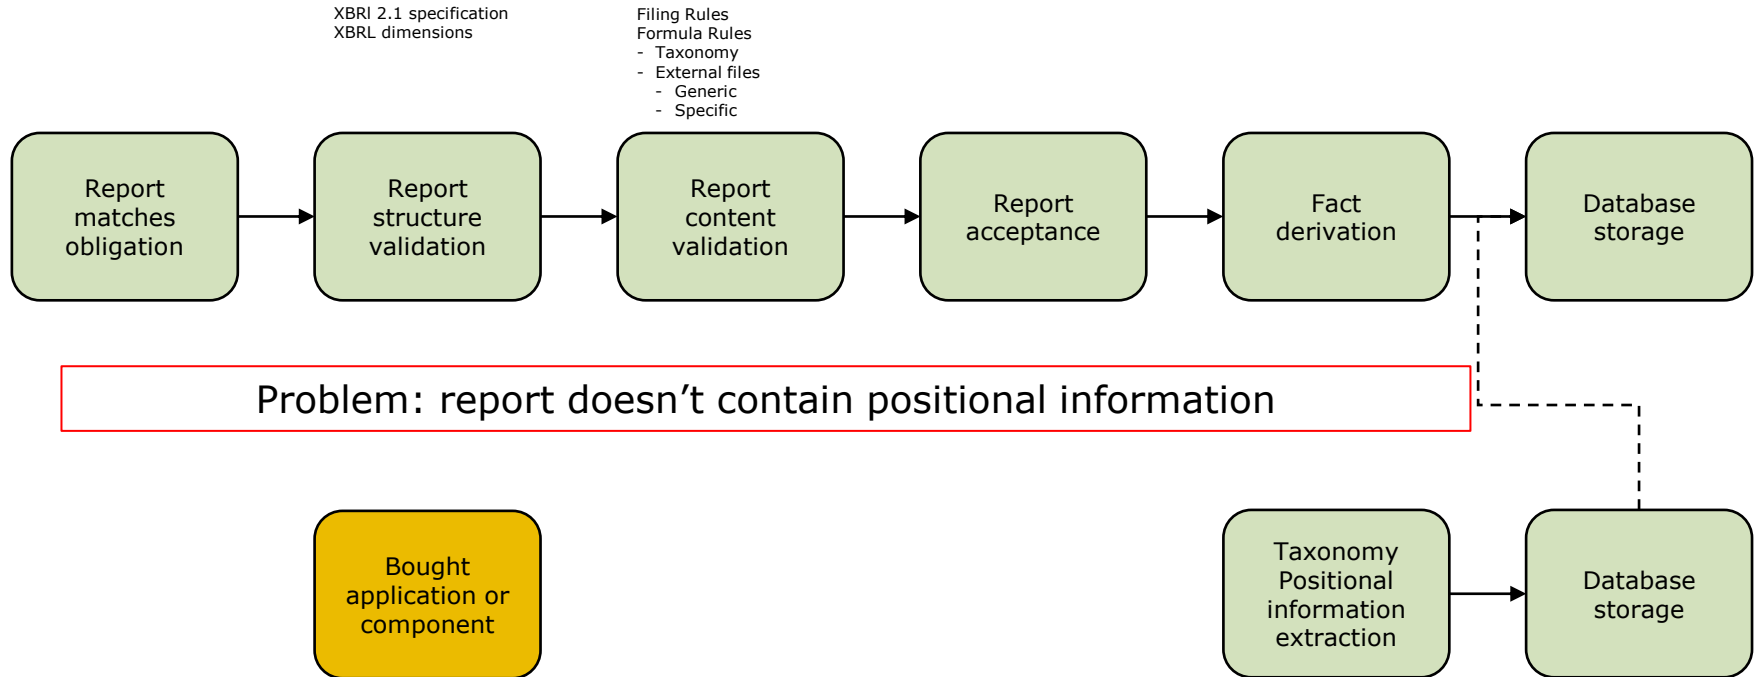 XBRl 2.1 specification
XBRL dimensions
Filing Rules
Formula Rules
- Taxonomy
- External files
- Generic
- Specific
Report
matches
obligation
Report
structure
validation
Report
content
validation
Report
acceptance
Fact
derivation
Database
storage
Problem: report doesn’t contain positional information
Bought
application or
component
Taxonomy
Positional
information
extraction
Database
storage